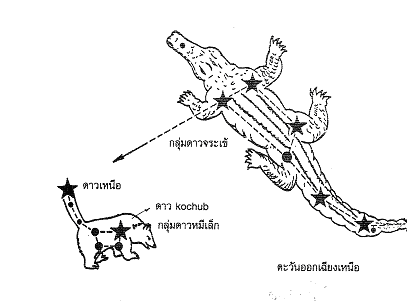 กลุ่มดาวจระเข้
ดาวเหนือ
ดาว kochub
กลุ่มดาวหมีเล็ก
ตะวันออกเฉียงเหนือ